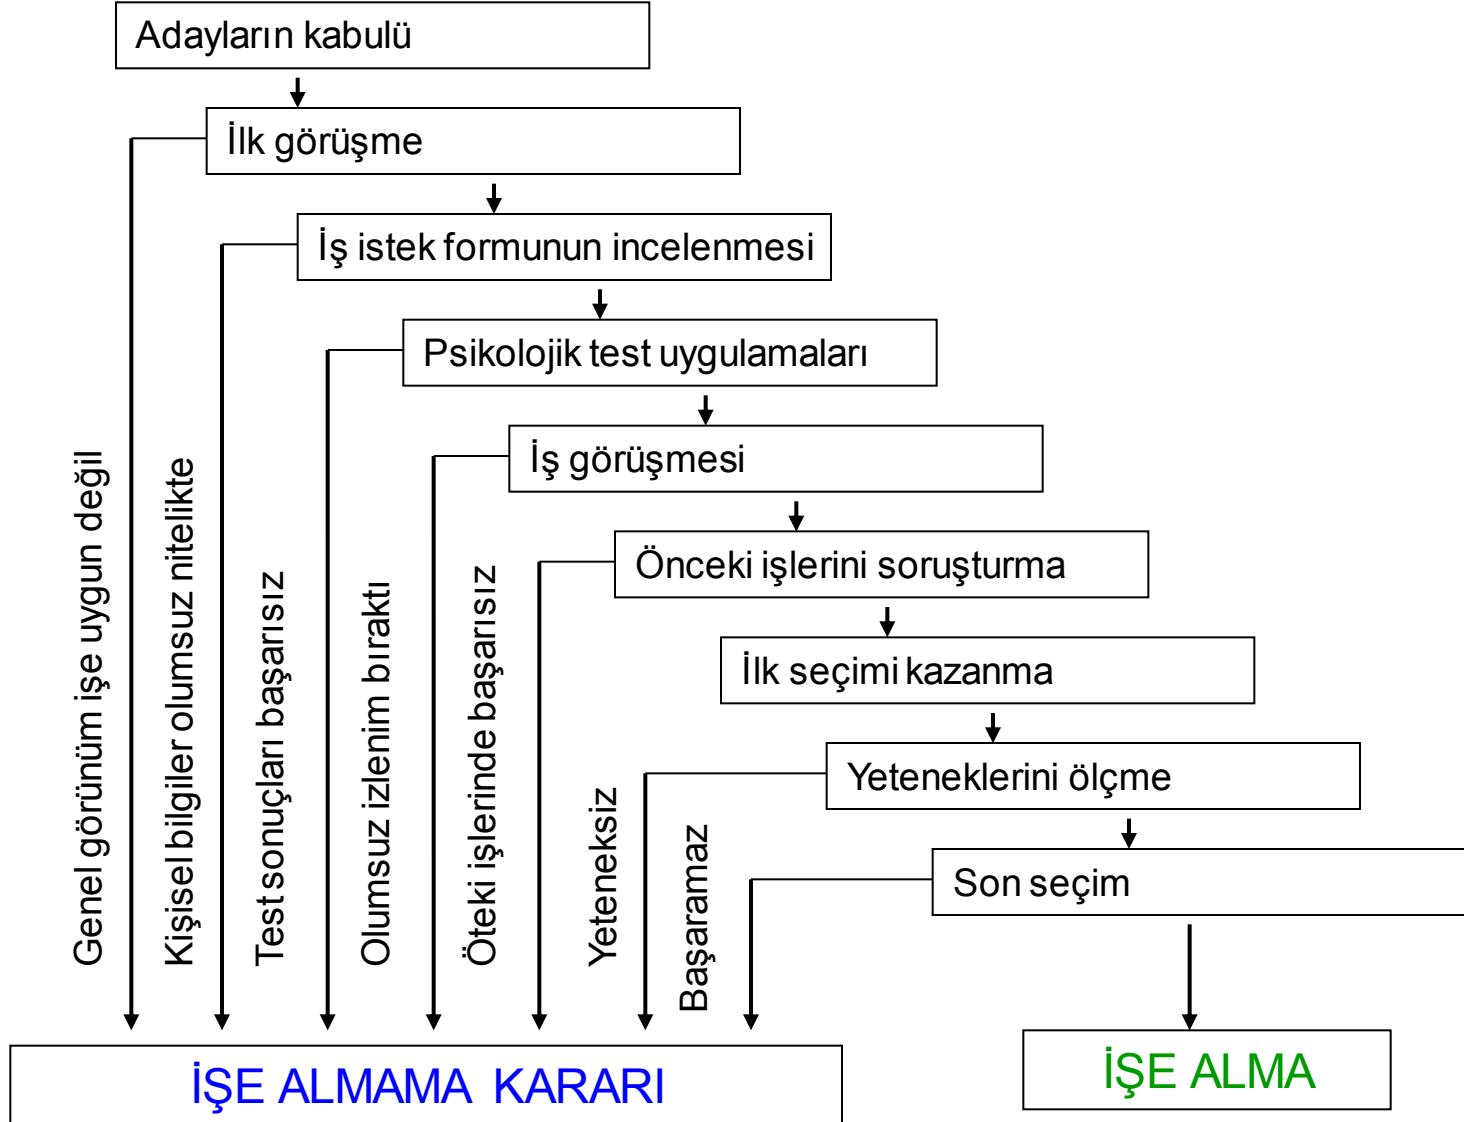 Adayların kabulü
İlk görüşme
İş istek formunun incelenmesi
Psikolojik test uygulamaları
İş görüşmesi
Önceki işlerini soruşturma
İlk seçimi kazanma
Yeteneklerini ölçme
Son seçim
Genel görünüm işe uygun değil
Kişisel bilgiler olumsuz nitelikte
Test sonuçları başarısız
Olumsuz izlenim bıraktı
Öteki işlerinde başarısız
Yeteneksiz
Başaramaz
İŞE ALMAMA KARARI
İŞE ALMA